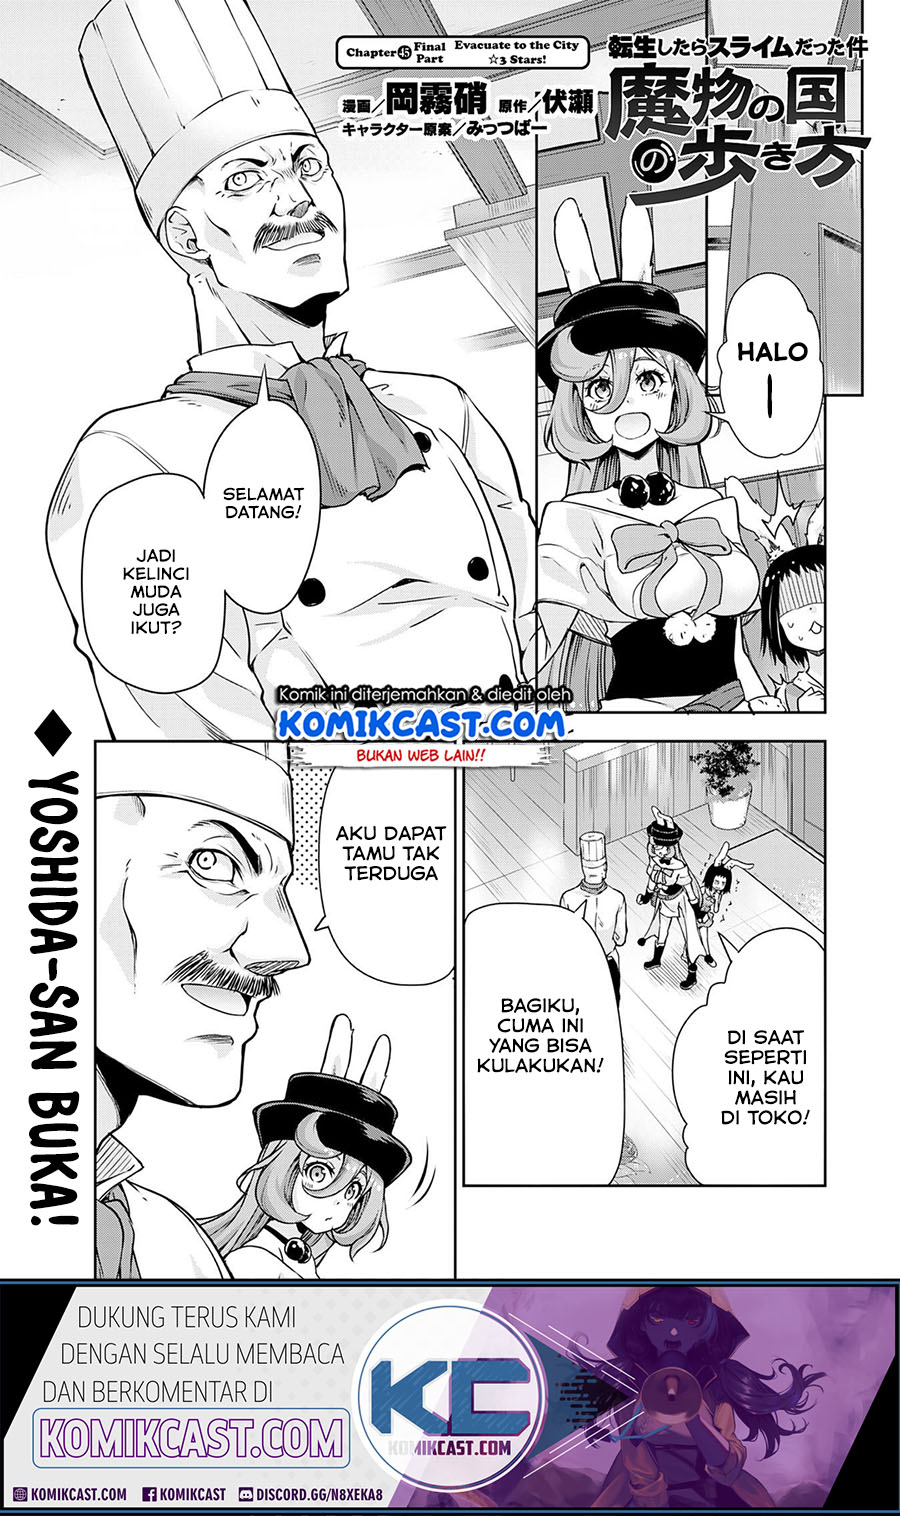 Chapter 45 Final Part
Evacuate to the City ☆3 Stars!
転生したらスライムだった件
魔物の国の歩き方
漫画/岡霧硝 原作/伏瀬
キャラクター原案/みっつばー
HALO
SELAMAT
DATANG!
JADI
KELINCI
MUDA
JUGA
IKUT?
Komik ini diterjemahkan & diedit oleh
KOMIKCAST.COM
BUKAN WEB LAIN!!
DI SAAT
SEPERTI
INI, KAU
MASIH
DI TOKO!
BAGIKU,
CUMA INI
YANG BISA
KULAKUKAN!
AKU DAPAT
TAMU TAK
TERDUGA
◆ YOSHIDA-SAN BUKA!
DUKUNG TERUS KAMI
DENGAN SELALU MEMBACA
DAN BERKOMENTAR DI
KOMIKCAST.COM
KOMIKCAST.COM
KOMIKCAST
DISCORD.GG/N8XEKA8
KC
KOMIKCAST.COM